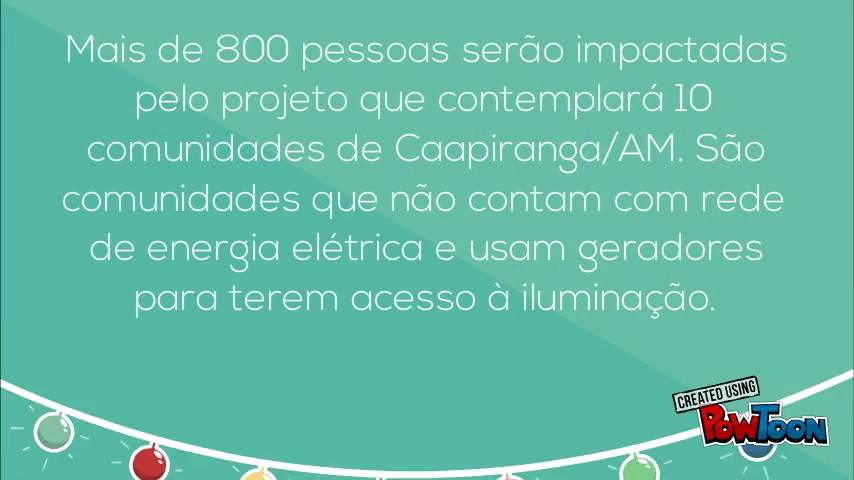 Mais de 800 pessoas serão impactadas
pelo projeto que contemplará 10
comunidades de Caapiranga/AM. São
comunidades que não contam com rede
de energia elétrica e usam geradores
para terem acesso à iluminação.
CREATED USING
POWTOON